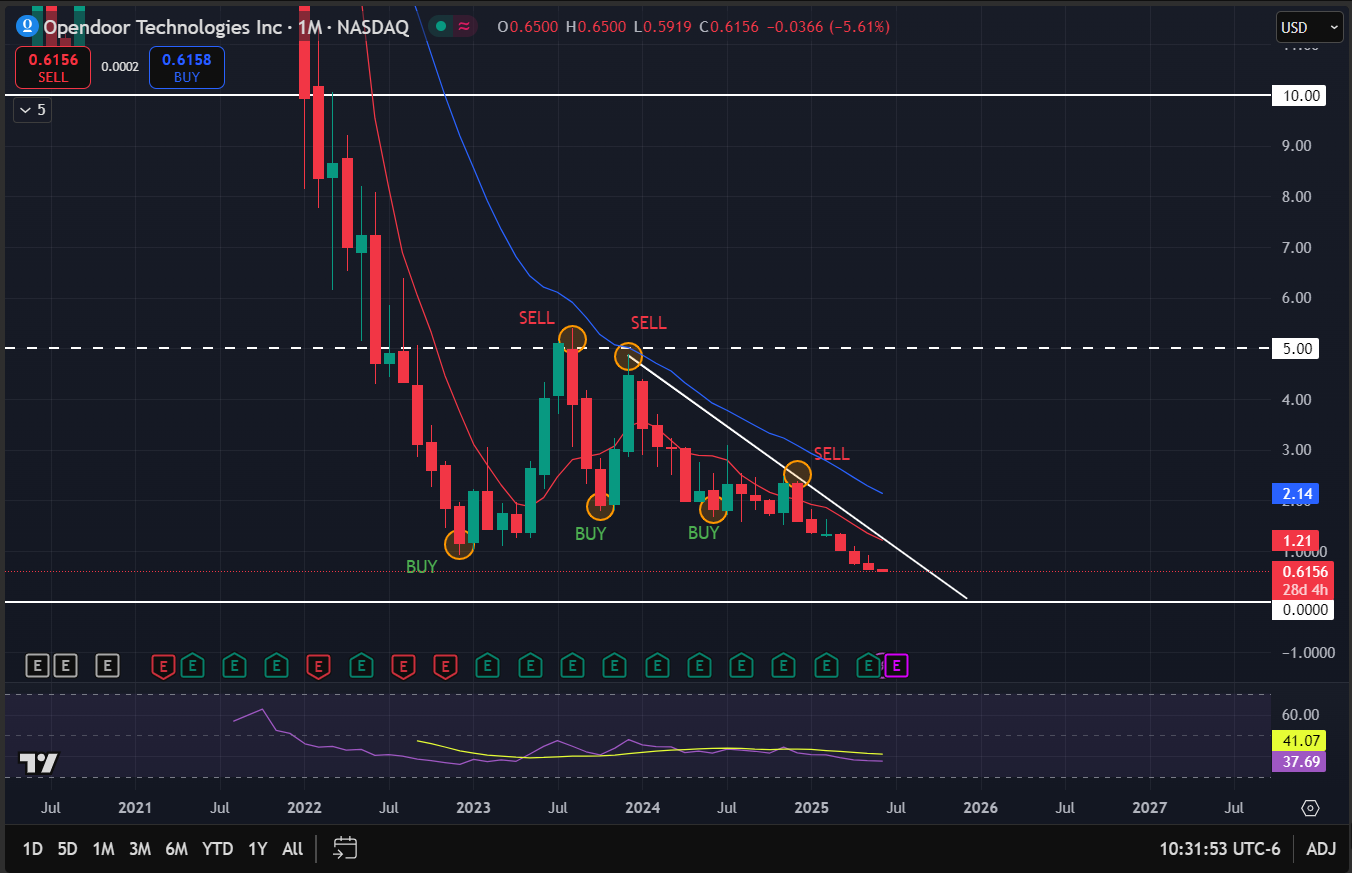 Opendoor Technologies Inc · 1M · NASDAQ
O0.6500 H0.6500 L0.5919 C0.6156 −0.0366 (−5.61%)
USD
0.6156
SELL
0.0002
0.6158
BUY
5
10.00
9.00
8.00
7.00
6.00
SELL
SELL
5.00
4.00
SELL
3.00
2.14
BUY
BUY
1.21
1.0000
BUY
0.6156
28d 4h
0.0000
−1.0000
E E E E E E E E E E E E E E E E E E E E E E
60.00
41.07
37.69
Jul 2021 Jul 2022 Jul 2023 Jul 2024 Jul 2025 Jul 2026 Jul 2027 Jul
1D 5D 1M 3M 6M YTD 1Y All
10:31:53 UTC-6 ADJ